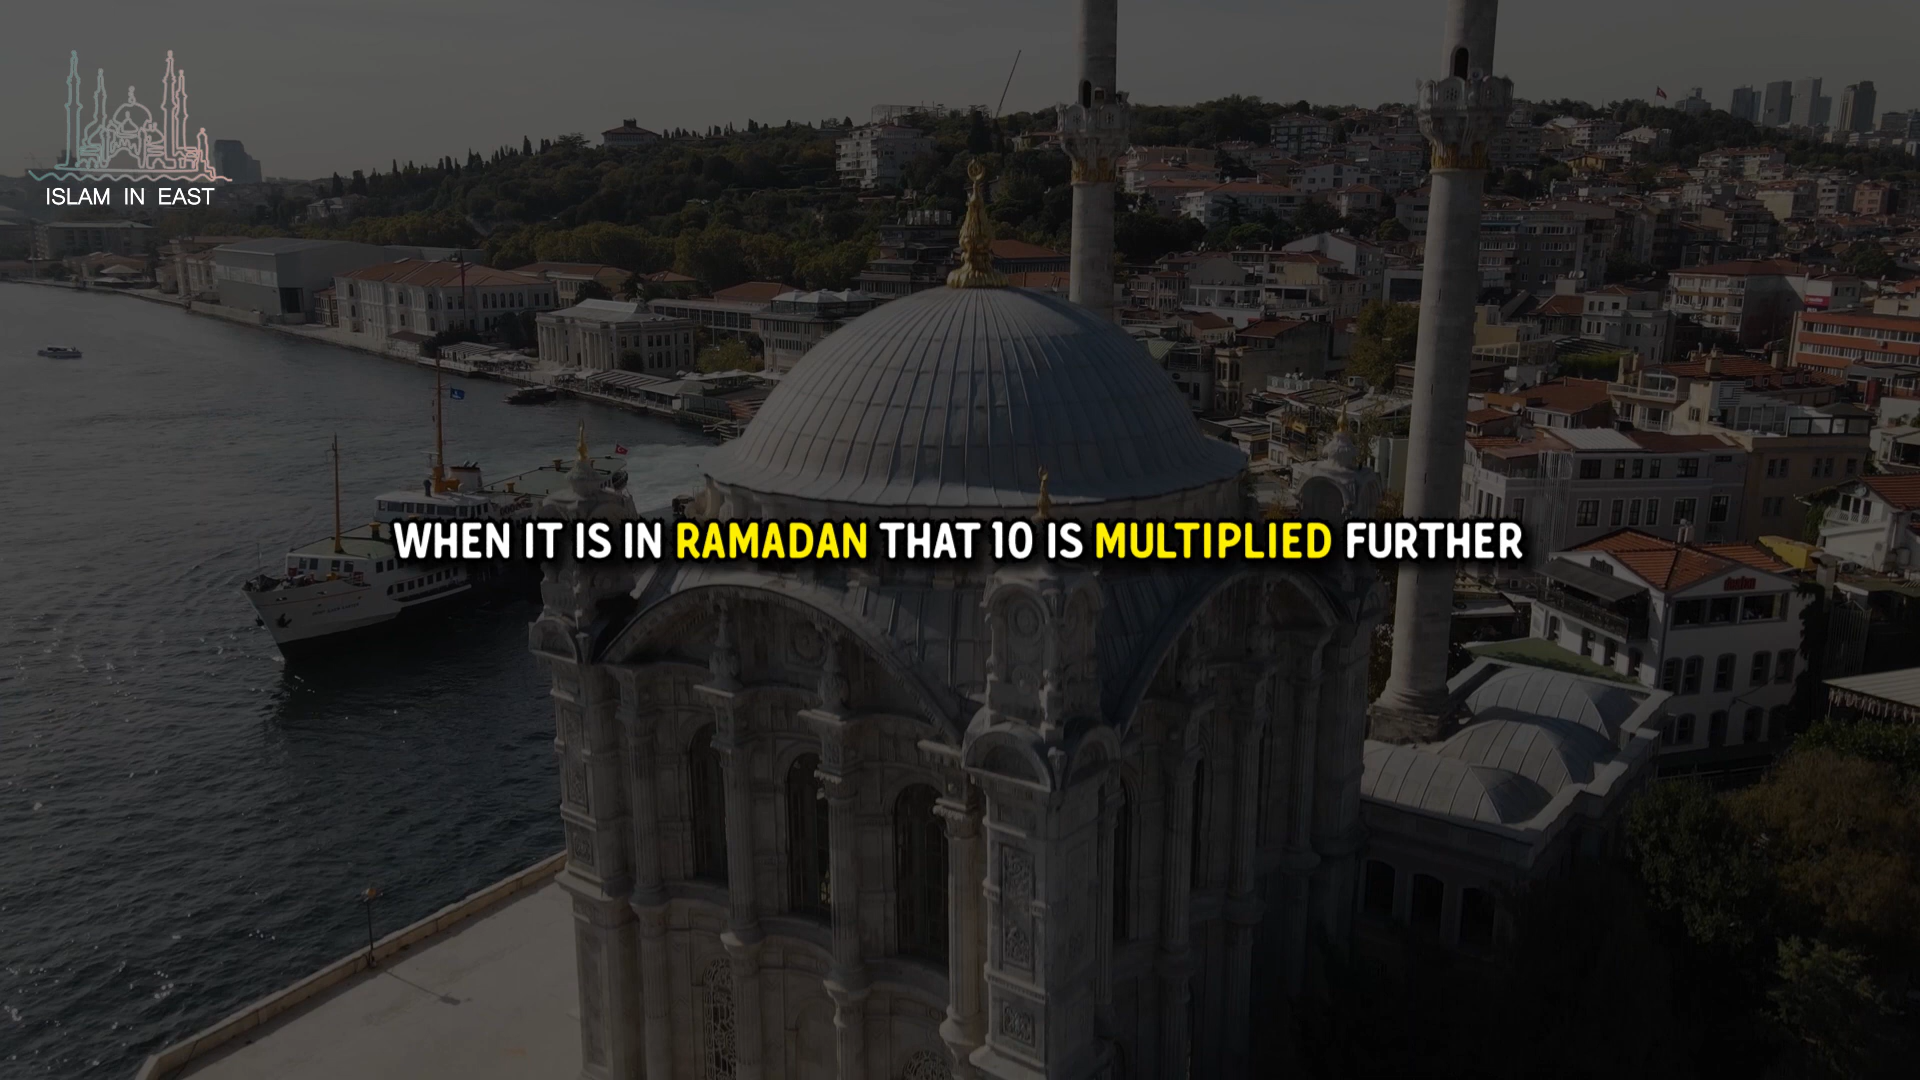 ISLAM IN EAST
WHEN IT IS IN RAMADAN THAT 10 IS MULTIPLIED FURTHER